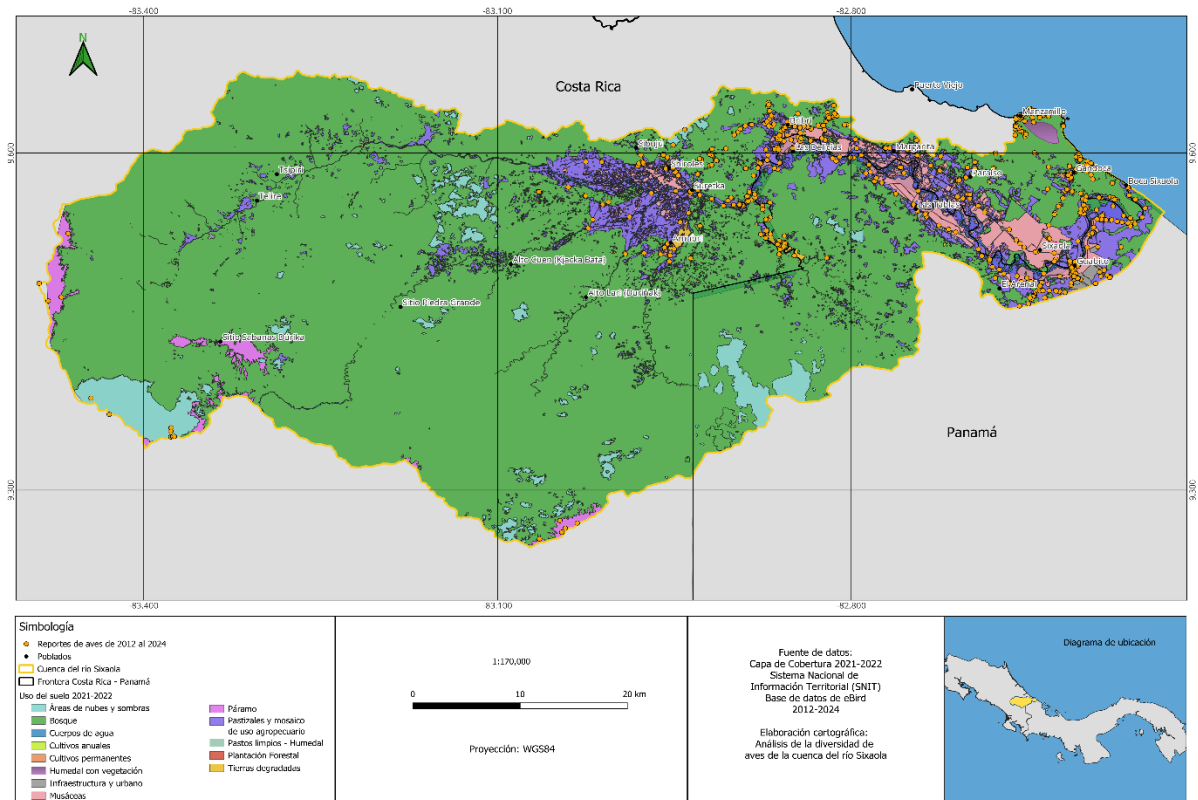 -83.400
-83.100
-82.800
N
Costa Rica
Puerto Viejo
Manzanillo
9.600
9.600
Sibujú
Bribri
Shiroles
Las Delicias
Margarita
Tsipiri
Suretka
Paraíso
Gandoca
Boca Sixaola
Telire
Las Tablas
Amubri
Sixaola
Alto Cuen (Kjacka Bata)
Guabito
Sitio Piedra Grande
El Arenal
Sitio Sabanas Dúrika
Panamá
9.300
9.300
-83.400
-83.100
-82.800
Simbología
Reportes de aves de 2012 al 2024
Poblados
Cuenca del río Sixaola
Frontera Costa Rica - Panamá
Uso del suelo 2021-2022
Áreas de nubes y sombras
Bosque
Cuerpos de agua
Cultivos anuales
Cultivos permanentes
Humedal con vegetación
Infraestructura y urbano
Musáceas
Páramo
Pastizales y mosaico
de uso agropecuario
Pastos limpios - Humedal
Plantación Forestal
Tierras degradadas
1:170,000
0 10 20 km
Proyección: WGS84
Fuente de datos:
Capa de Cobertura 2021-2022
Sistema Nacional de
Información Territorial (SNIT)
Base de datos de eBird
2012-2024
Elaboración cartográfica:
Análisis de la diversidad de
aves de la cuenca del río Sixaola
Diagrama de ubicación